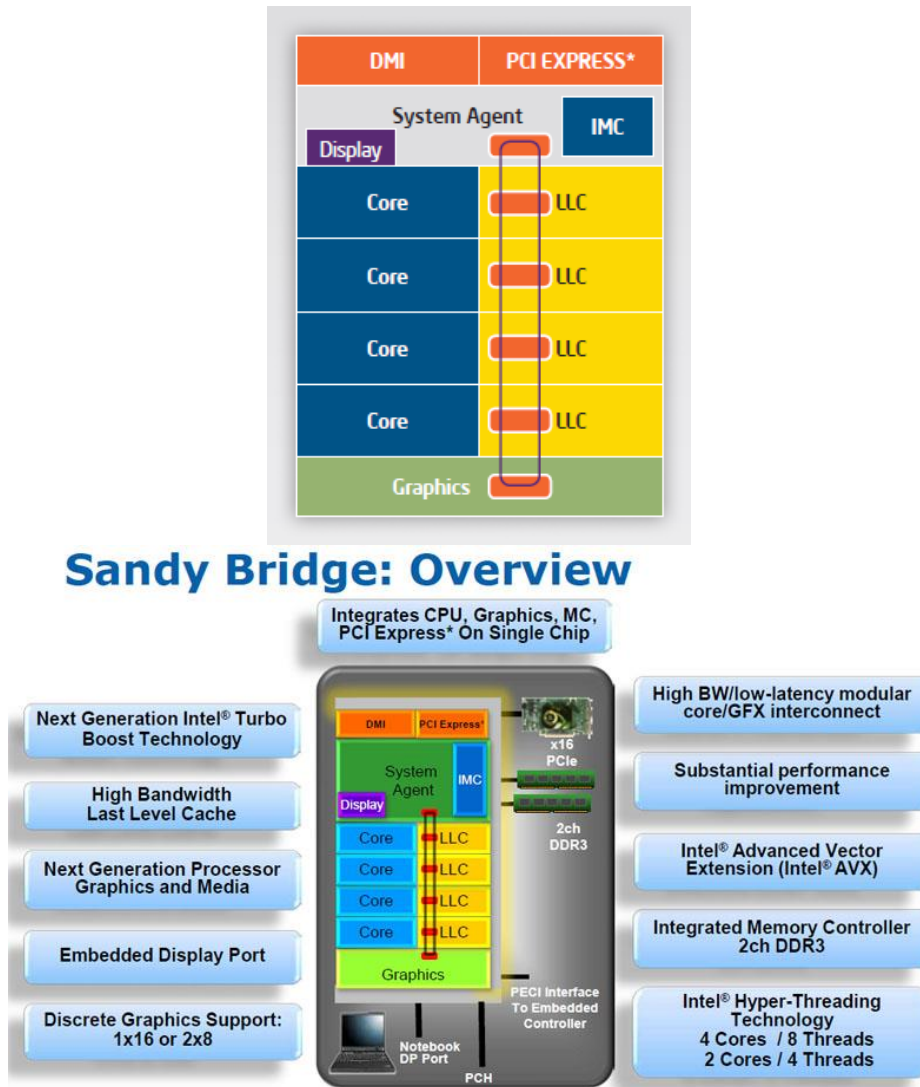 DMI
PCI EXPRESS*
System Agent
IMC
Display
Core
LLC
Core
LLC
Core
LLC
Core
LLC
Graphics
Sandy Bridge: Overview
Integrates CPU, Graphics, MC,
PCI Express* On Single Chip
Next Generation Intel® Turbo
Boost Technology
High Bandwidth
Last Level Cache
Next Generation Processor
Graphics and Media
Embedded Display Port
Discrete Graphics Support:
1x16 or 2x8
DMI
PCI Express*
System
Agent
IMC
Display
Core
LLC
Core
LLC
Core
LLC
Core
LLC
Graphics
x16
PCIe
2ch
DDR3
PECI Interface
To Embedded
Controller
Notebook
DP Port
PCH
High BW/low-latency modular
core/GFX interconnect
Substantial performance
improvement
Intel® Advanced Vector
Extension (Intel® AVX)
Integrated Memory Controller
2ch DDR3
Intel® Hyper-Threading
Technology
4 Cores / 8 Threads
2 Cores / 4 Threads